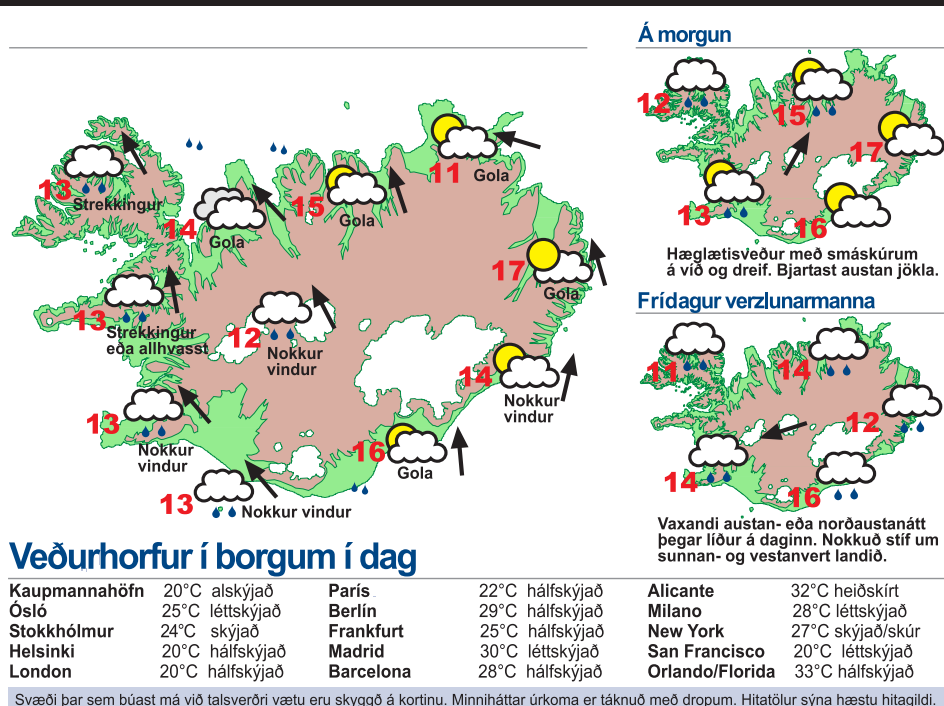 13
Strekkingur
14
Gola
15
Gola
11
Gola
17
Gola
13
Strekkingur
eða allhvasst
12
Nokkur
vindur
14
Nokkur
vindur
13
Nokkur
vindur
16
Gola
13
Nokkur vindur
Á morgun
12
15
17
13
16
Hæglætisveður með smáskúrum
á víð og dreif. Bjartast austan jökla.
Frídagur verzlunarmanna
11
14
12
14
16
Vaxandi austan- eða norðaustanátt
þegar líður á daginn. Nokkuð stíf um
sunnan- og vestanvert landið.
Veðurhorfur í borgum í dag
Kaupmannahöfn 20°C alskýjað
Ósló 25°C léttskýjað
Stokkhólmur 24°C skýjað
Helsinki 20°C hálfskýjað
London 20°C hálfskýjað
París 22°C hálfskýjað
Berlín 29°C hálfskýjað
Frankfurt 25°C hálfskýjað
Madrid 30°C léttskýjað
Barcelona 28°C hálfskýjað
Alicante 32°C heiðskírt
Milano 28°C léttskýjað
New York 27°C skýjað/skúr
San Francisco 20°C léttskýjað
Orlando/Florida 33°C hálfskýjað
Svæði þar sem búast má við talsverðri vætu eru skyggð á kortinu. Minniháttar úrkoma er táknuð með dropum. Hitatölur sýna hæstu hitagildi.